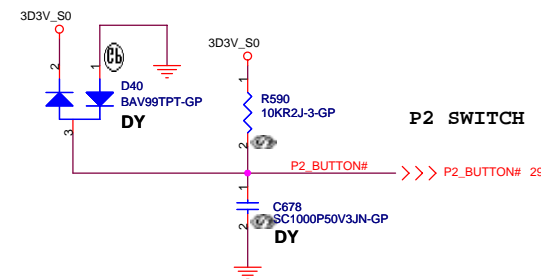 3D3V_S0
2
1
D40
BAV99TPT-GP
DY
3
3D3V_S0
1
R590
10KR2J-3-GP
2
P2 SWITCH
P2_BUTTON#
P2_BUTTON# 29
1
C678
SC1000P50V3JN-GP
2
DY